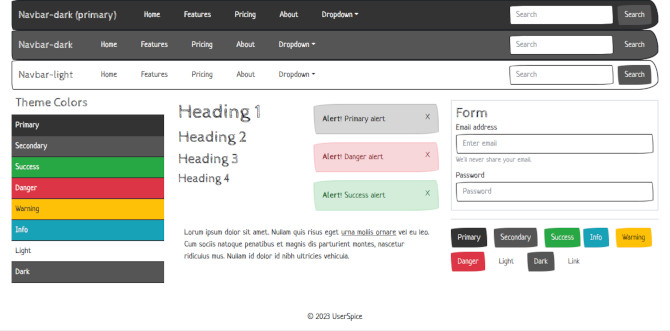 Navbar-dark (primary) Home Features Pricing About Dropdown Search Search
Navbar-dark Home Features Pricing About Dropdown Search Search
Navbar-light Home Features Pricing About Dropdown Search Search
Theme Colors
Primary
Secondary
Success
Danger
Warning
Info
Light
Dark
Heading 1
Heading 2
Heading 3
Heading 4
Alert! Primary alert X
Alert! Danger alert X
Alert! Success alert X
Lorem ipsum dolor sit amet. Nullam quis risus eget urna mollis ornare vel eu leo.
Cum sociis natoque penatibus et magnis dis parturient montes, nascetur
ridiculus mus. Nullam id dolor id nibh ultricies vehicula.
Form
Email address
Enter email
We'll never share your email.
Password
Password
Primary Secondary Success Info Warning
Danger Light Dark Link
© 2023 UserSpice